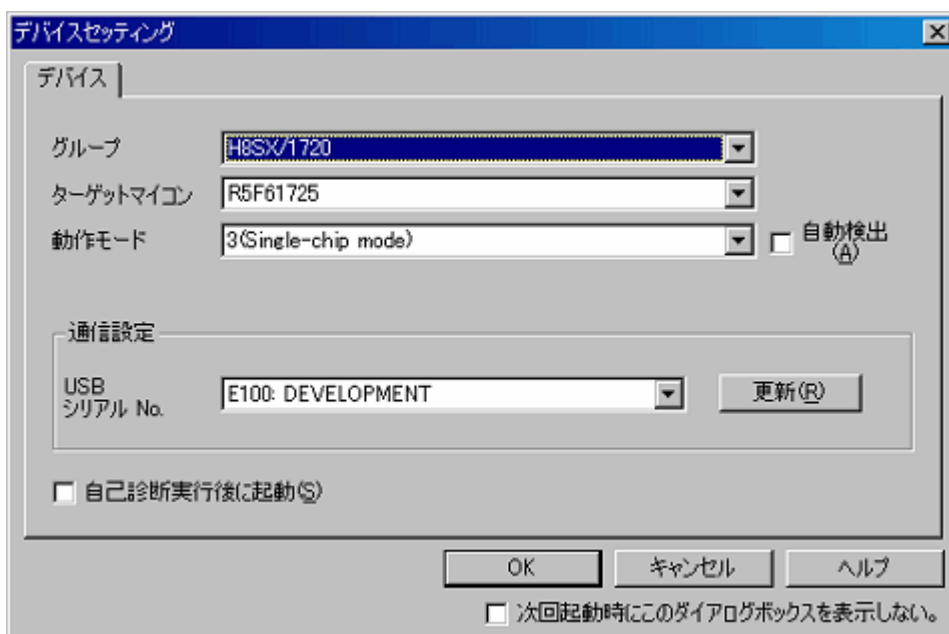 デバイスセッティング
デバイス
グループ
H8SX/1720
ターゲットマイコン
R5F61725
動作モード
3(Single-chip mode)
自動検出
(A)
通信設定
USB
シリアル No.
E100: DEVELOPMENT
更新(R)
自己診断実行後に起動(S)
OK
キャンセル
ヘルプ
次回起動時にこのダイアログボックスを表示しない。